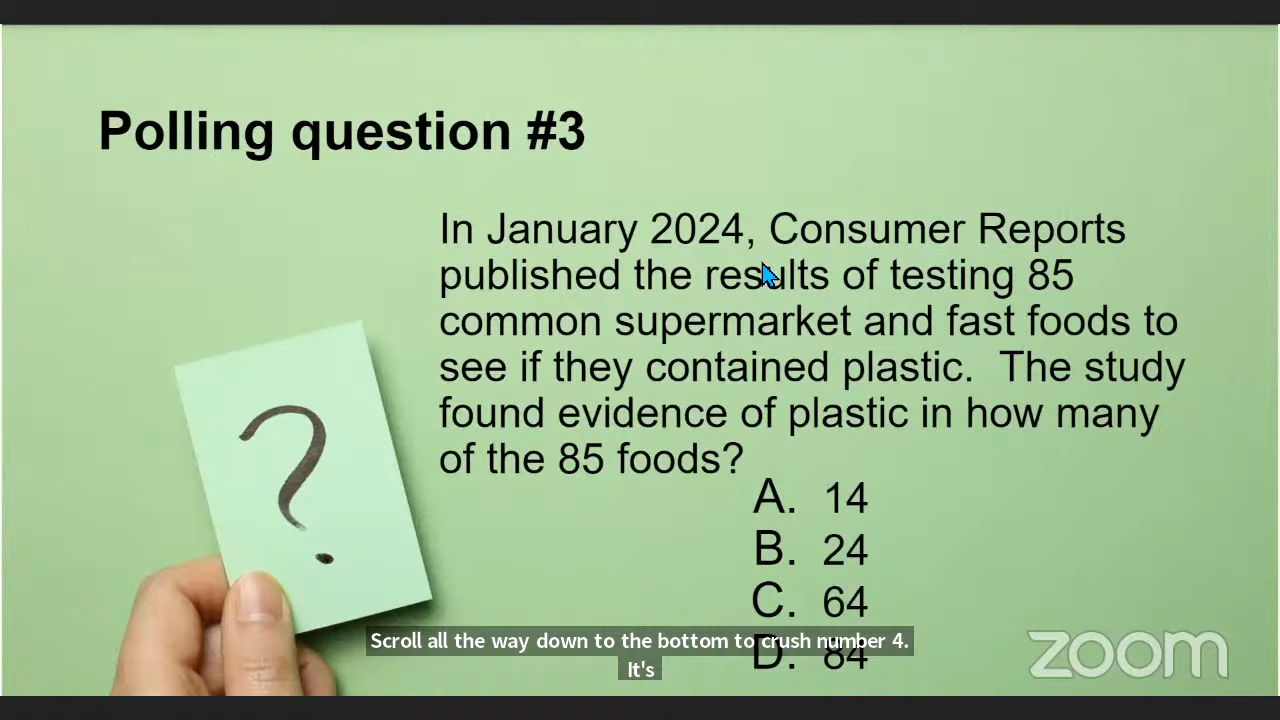 Polling question #3
In January 2024, Consumer Reports
published the results of testing 85
common supermarket and fast foods to
see if they contained plastic.  The study
found evidence of plastic in how many
of the 85 foods?
A. 14
B. 24
C. 64
D. 84
Scroll all the way down to the bottom to crush number 4.
It's
zoom
?